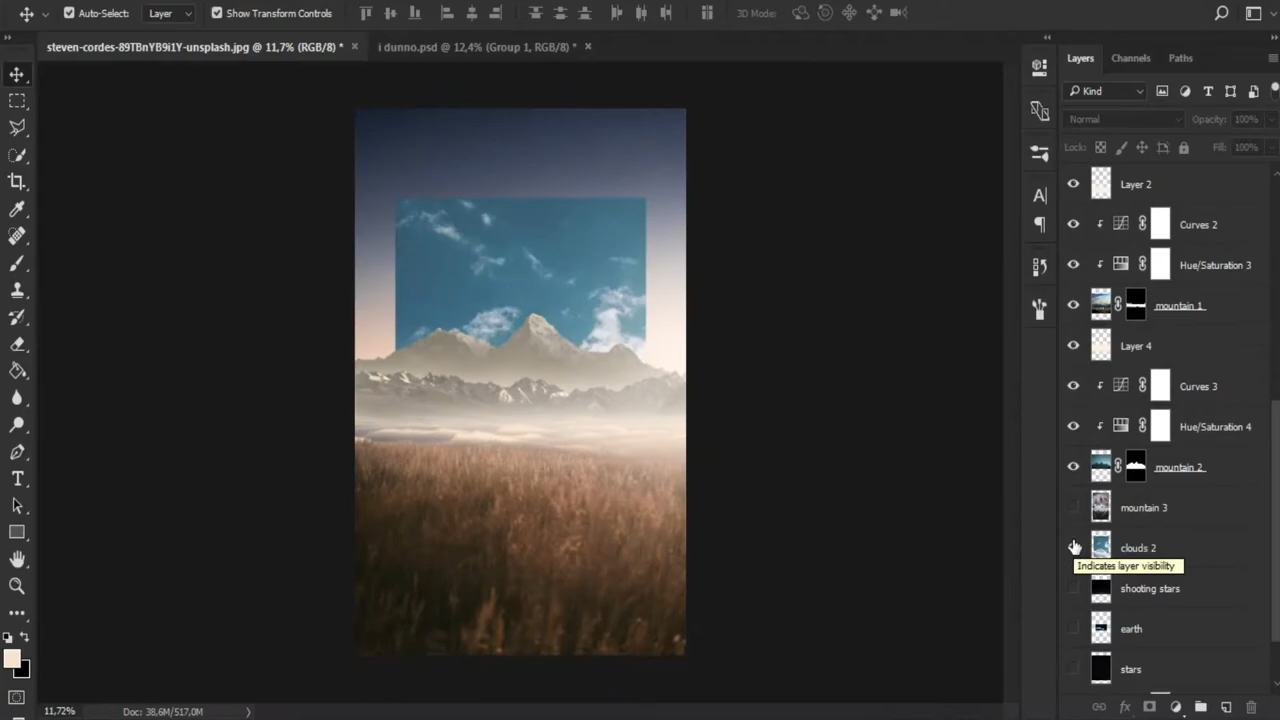 Auto-Select: Layer Show Transform Controls 3D Mode:
steven-cordes-89TBnYB9i1Y-unsplash.jpg @ 11,7% (RGB/8) *
i dunno.psd @ 12,4% (Group 1, RGB/8) *
Layers Channels Paths
Kind
Normal Opacity: 100%
Lock: Fill: 100%
Layer 2
Curves 2
Hue/Saturation 3
mountain 1
Layer 4
Curves 3
Hue/Saturation 4
mountain 2
mountain 3
clouds 2
Indicates layer visibility
shooting stars
earth
stars
11,72% Doc: 38,6M/517,0M